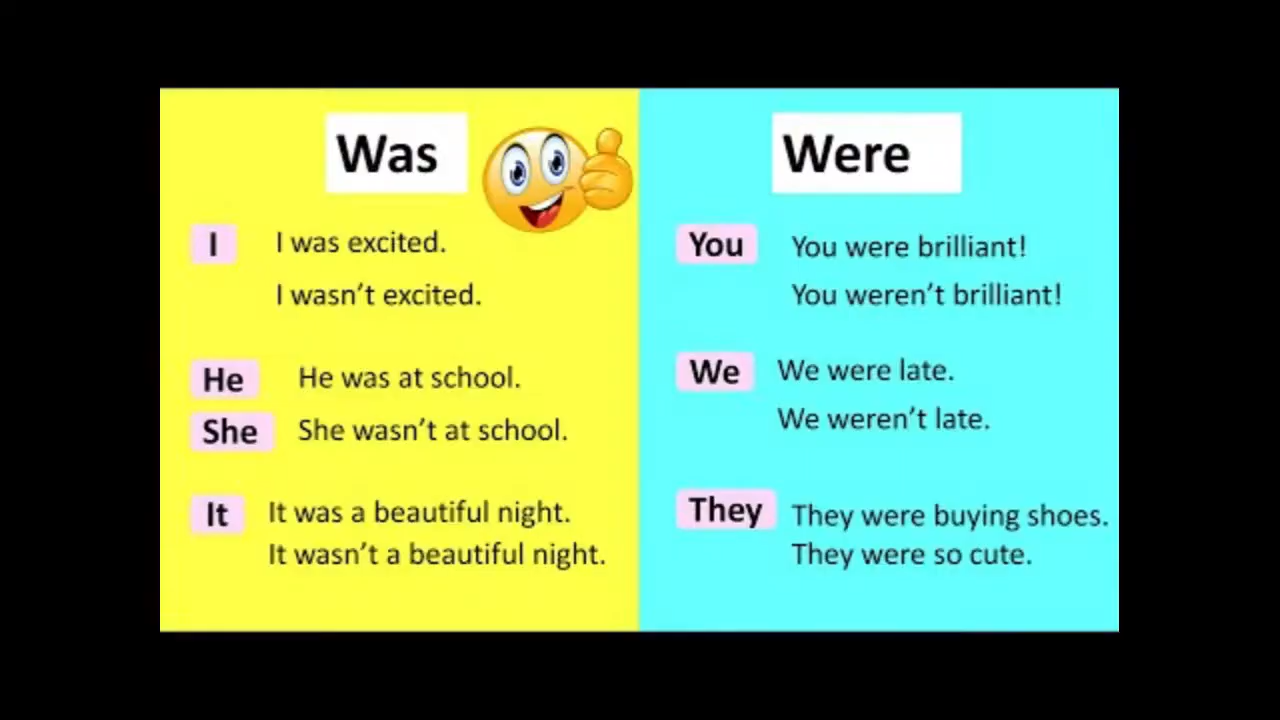 Was
I I was excited.
I wasn’t excited.
He He was at school.
She She wasn’t at school.
It It was a beautiful night.
It wasn’t a beautiful night.
Were
You You were brilliant!
You weren’t brilliant!
We We were late.
We weren’t late.
They They were buying shoes.
They were so cute.